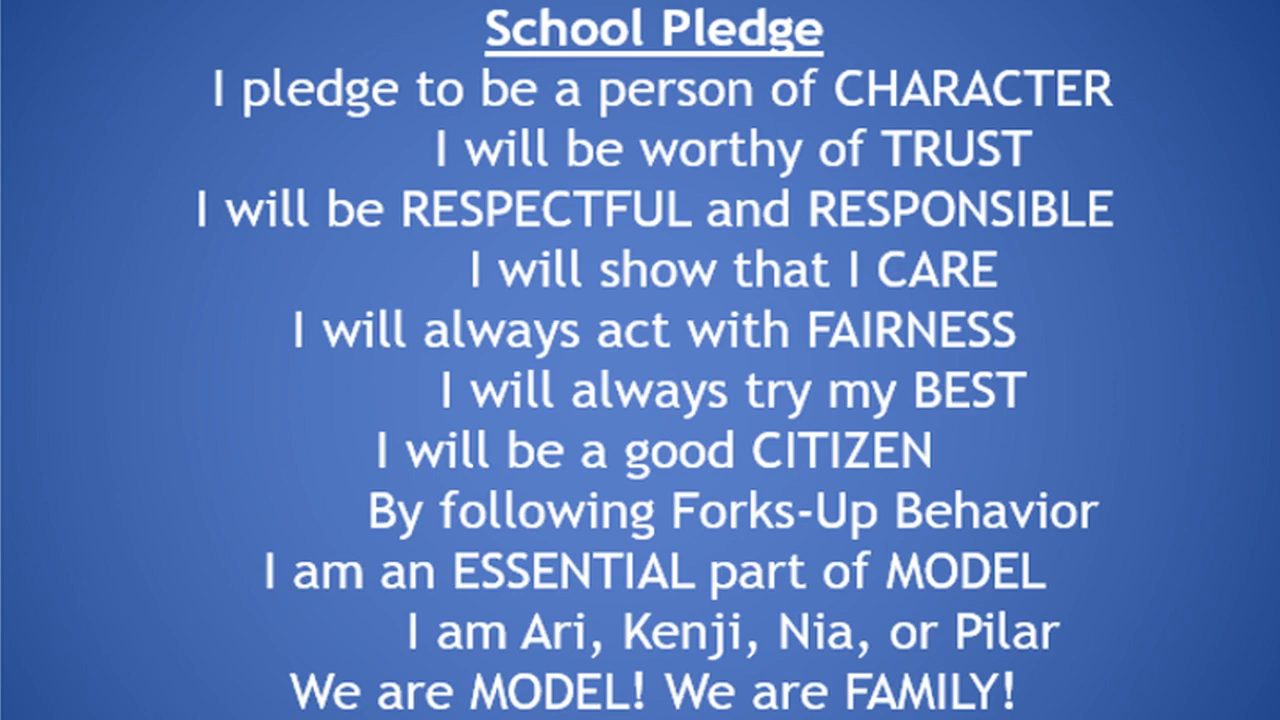 School Pledge
I pledge to be a person of CHARACTER
I will be worthy of TRUST
I will be RESPECTFUL and RESPONSIBLE
I will show that I CARE
I will always act with FAIRNESS
I will always try my BEST
I will be a good CITIZEN
By following Forks-Up Behavior
I am an ESSENTIAL part of MODEL
I am Ari, Kenji, Nia, or Pilar
We are MODEL! We are FAMILY!